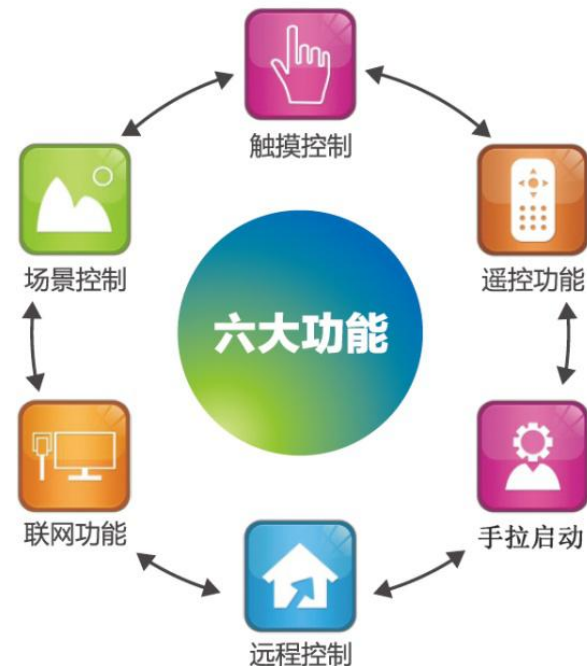 触摸控制
场景控制
遥控功能
六大功能
联网功能
手拉启动
远程控制